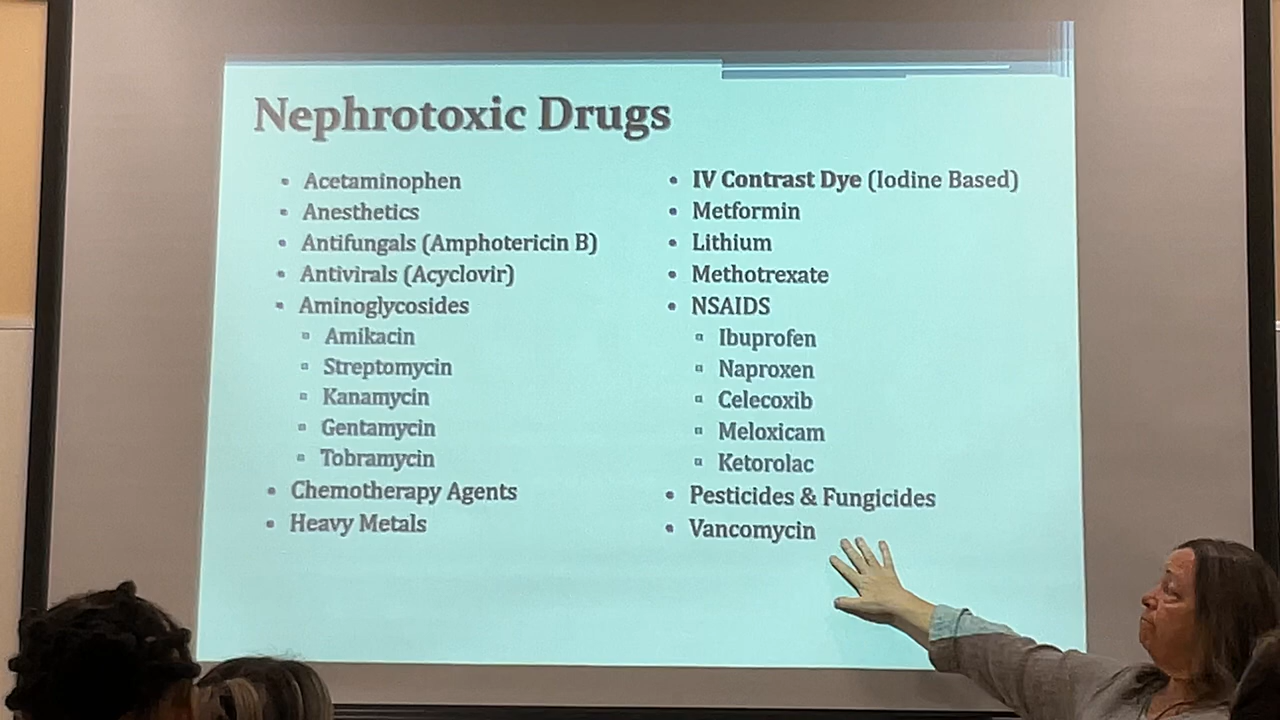 Nephrotoxic Drugs
• Acetaminophen
• Anesthetics
• Antifungals (Amphotericin B)
• Antivirals (Acyclovir)
• Aminoglycosides
▫ Amikacin
▫ Streptomycin
▫ Kanamycin
▫ Gentamycin
▫ Tobramycin
• Chemotherapy Agents
• Heavy Metals
• IV Contrast Dye (Iodine Based)
• Metformin
• Lithium
• Methotrexate
• NSAIDS
▫ Ibuprofen
▫ Naproxen
▫ Celecoxib
▫ Meloxicam
▫ Ketorolac
• Pesticides & Fungicides
• Vancomycin